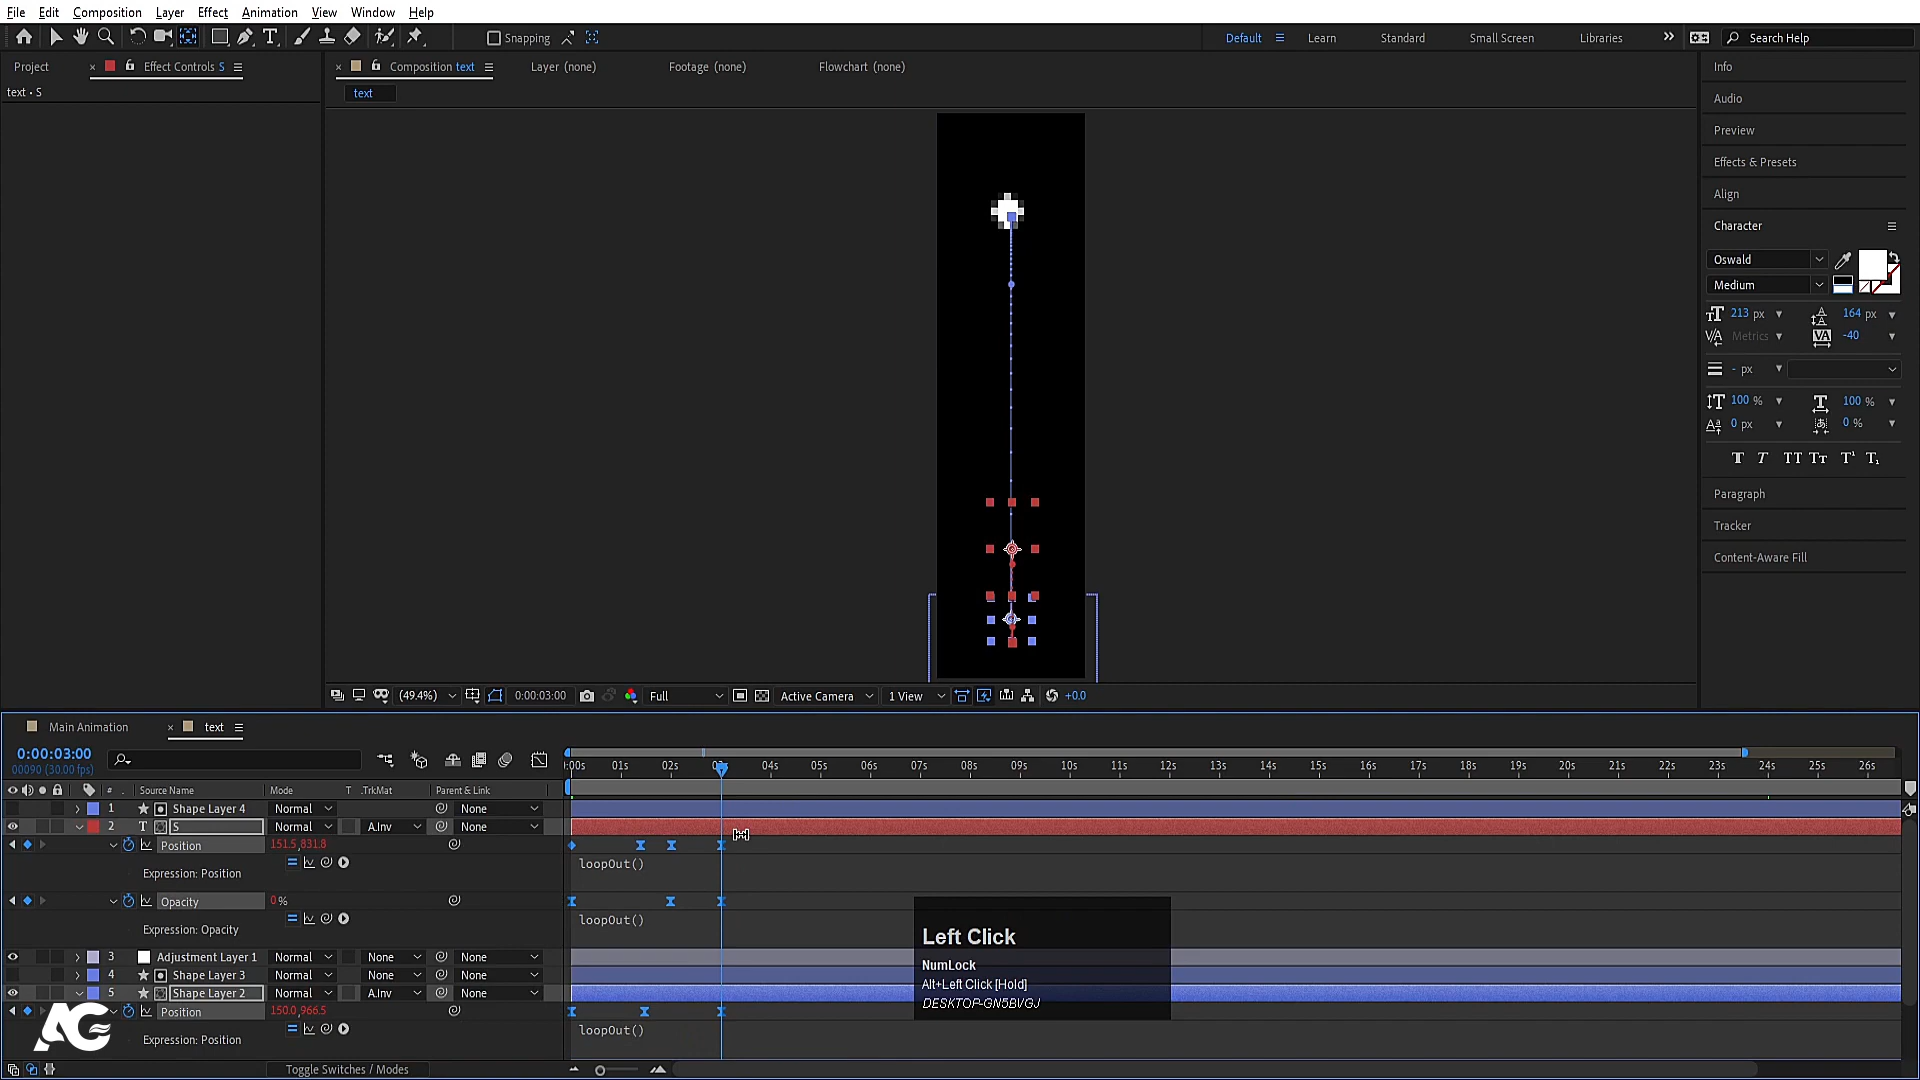 File Edit Composition Layer Effect Animation View Window Help
Snapping Default Learn Standard Small Screen Libraries Search Help
Project Effect Controls S Composition text Layer (none) Footage (none) Flowchart (none) Info
text • S text
Audio
Preview
Effects & Presets
Align
Character
Oswald
Medium
213 px 164 px
Metrics -40
- px
100 % 100 %
0 px 0 %
T T TT Tт T¹ T₁
Paragraph
Tracker
Content-Aware Fill
(49.4%) 0:00:03:00 Full Active Camera 1 View +0.0
Main Animation text
0:00:03:00
00090 (30.00 fps)
:00s 01s 02s 04s 05s 06s 07s 08s 09s 10s 11s 12s 13s 14s 15s 16s 17s 18s 19s 20s 21s 22s 23s 24s 25s 26s
# Source Name Mode T .TrkMat Parent & Link
1 Shape Layer 4 Normal None
2 T S Normal A.Inv None
Position 151.5,831.8
loopOut()
Expression: Position
Opacity 0%
loopOut()
Expression: Opacity
3 Adjustment Layer 1 Normal None None
4 Shape Layer 3 Normal None None
5 Shape Layer 2 Normal A.Inv None
Position 150.0,966.5
loopOut()
Expression: Position
Toggle Switches / Modes
Left Click
NumLock
Alt+Left Click [Hold]
DESKTOP-GN5BVGJ
AG